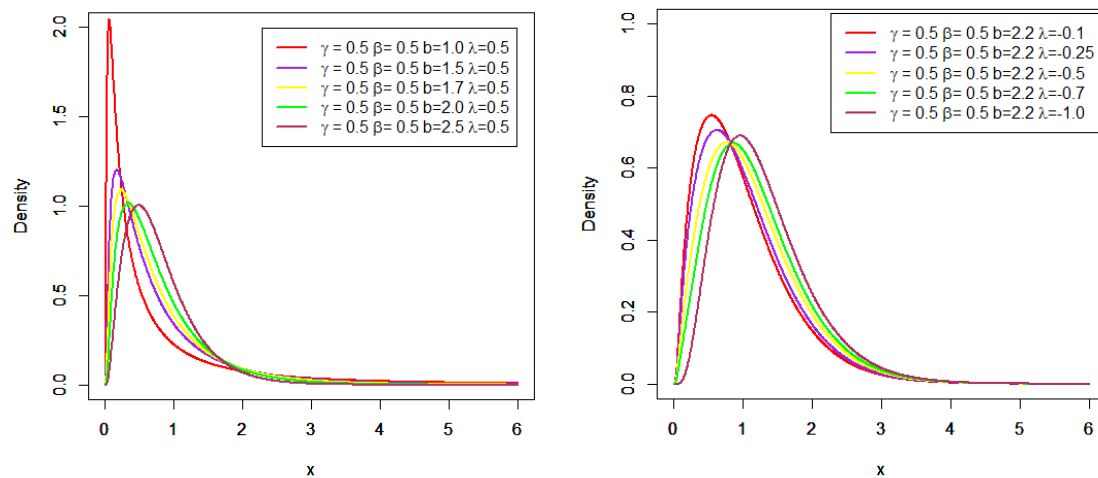 γ = 0.5 β= 0.5 b=1.0 λ=0.5
γ = 0.5 β= 0.5 b=1.5 λ=0.5
γ = 0.5 β= 0.5 b=1.7 λ=0.5
γ = 0.5 β= 0.5 b=2.0 λ=0.5
γ = 0.5 β= 0.5 b=2.5 λ=0.5
Density
2.0
1.5
1.0
0.5
0.0
0 1 2 3 4 5 6
x
γ = 0.5 β= 0.5 b=2.2 λ=-0.1
γ = 0.5 β= 0.5 b=2.2 λ=-0.25
γ = 0.5 β= 0.5 b=2.2 λ=-0.5
γ = 0.5 β= 0.5 b=2.2 λ=-0.7
γ = 0.5 β= 0.5 b=2.2 λ=-1.0
Density
1.0
0.8
0.6
0.4
0.2
0.0
0 1 2 3 4 5 6
x